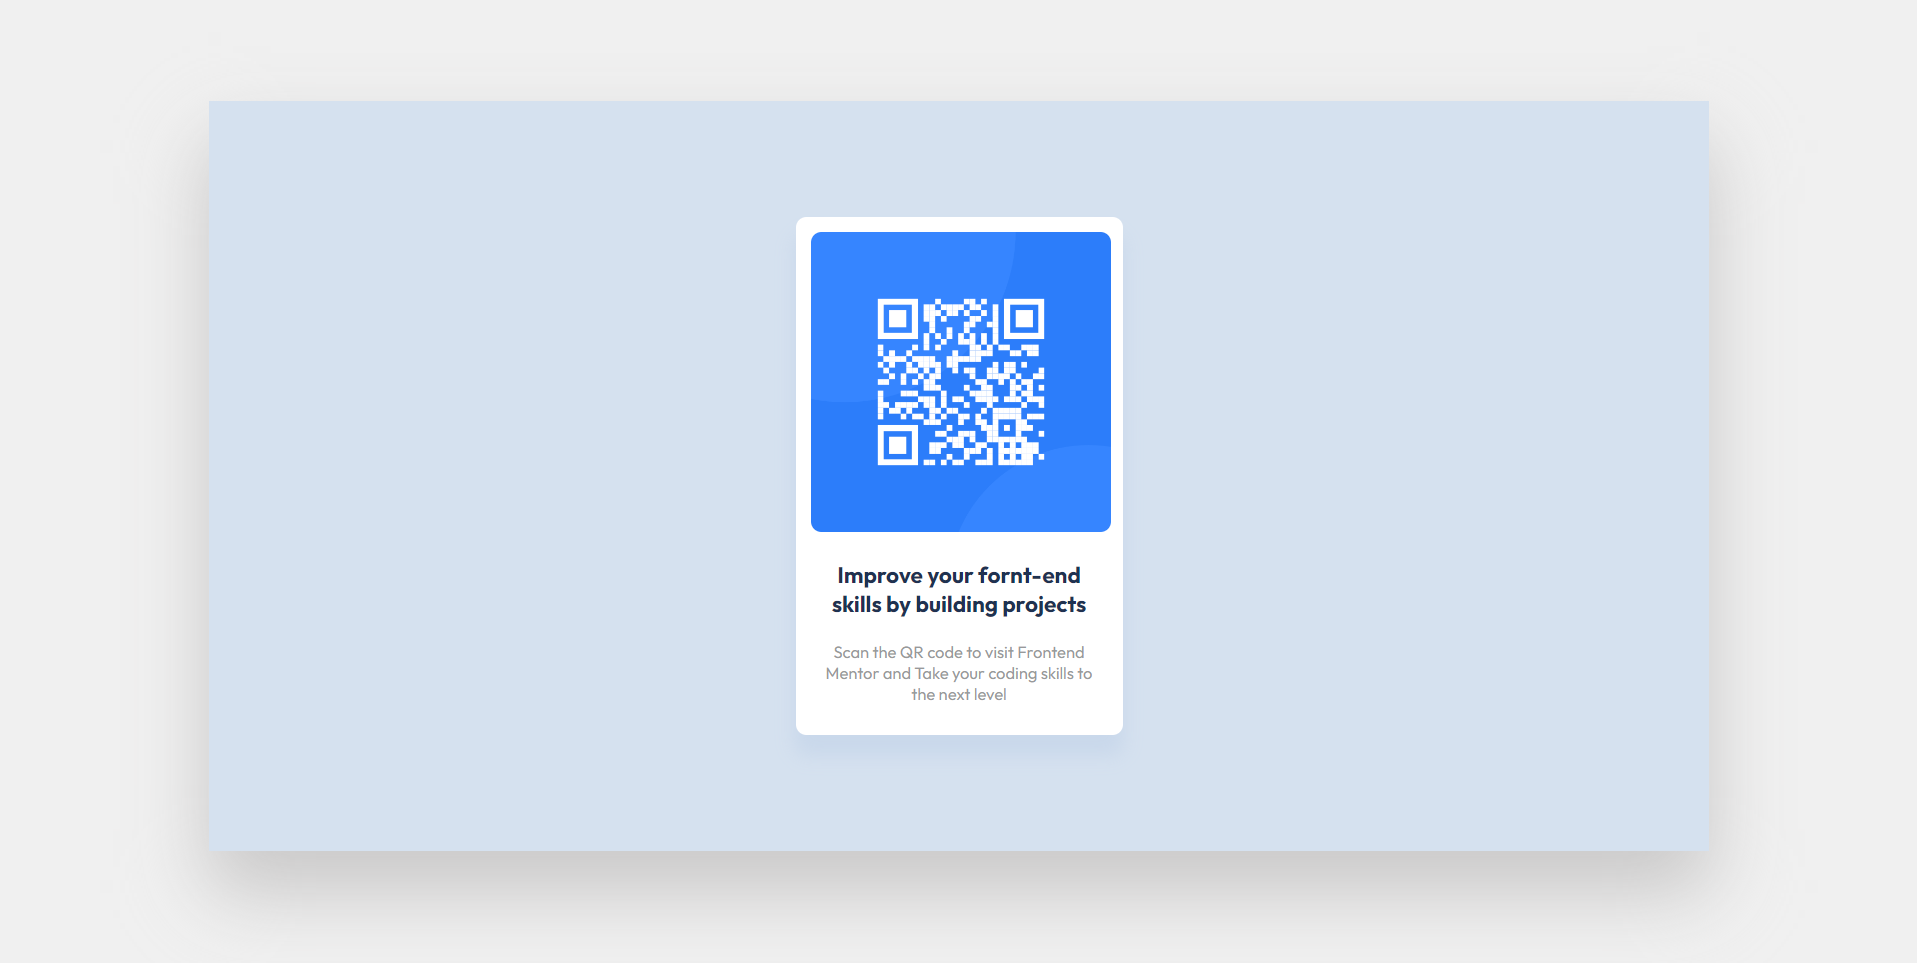 Improve your fornt-end
skills by building projects
Scan the QR code to visit Frontend
Mentor and Take your coding skills to
the next level